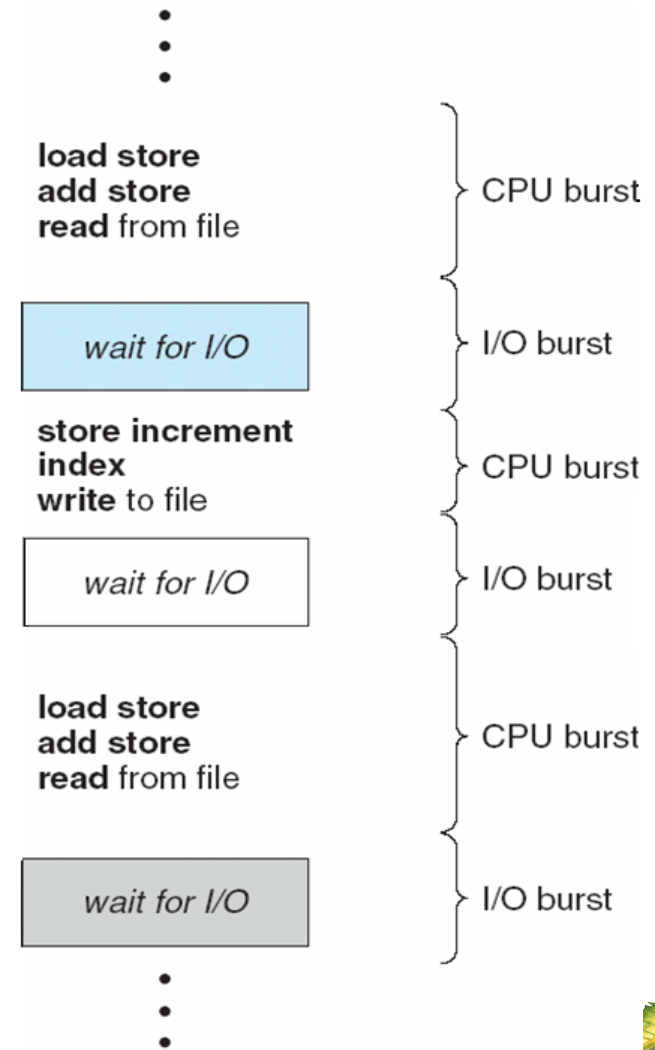 load store
add store
read from file
CPU burst
wait for I/O
I/O burst
store increment
index
write to file
CPU burst
wait for I/O
I/O burst
load store
add store
read from file
CPU burst
wait for I/O
I/O burst